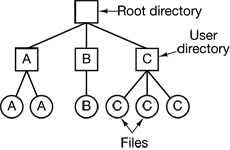 Root directory
User
directory
A
B
C
A A B C C C
Files